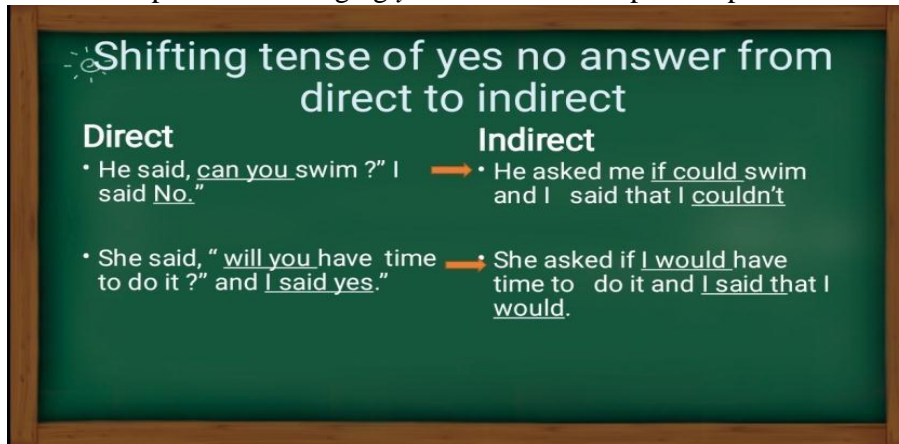 Shifting tense of yes no answer from
direct to indirect
Direct
• He said, can you swim ?” I
said No.”
• She said, “ will you have time
to do it ?” and I said yes.”
Indirect
• He asked me if could swim
and I said that I couldn’t
• She asked if I would have
time to do it and I said that I
would.